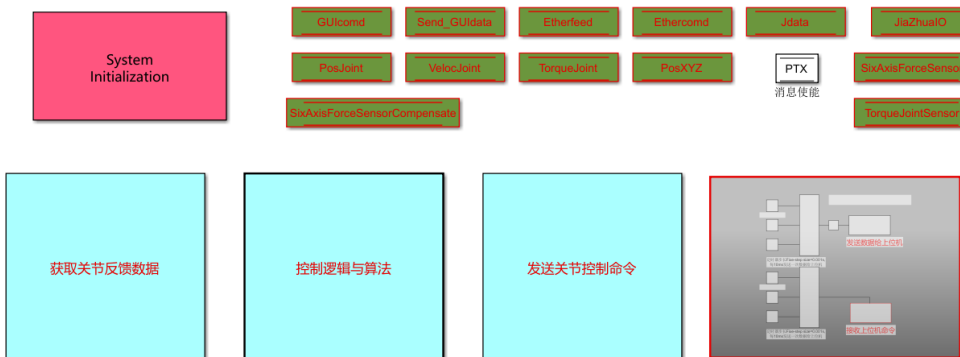 System
Initialization
GUIcomd
Send_GUIdata
Etherfeed
Ethercomd
Jdata
JiaZhuaIO
PosJoint
VelocJoint
TorqueJoint
PosXYZ
PTX
消息使能
SixAxisForceSensor
SixAxisForceSensorCompensate
TorqueJointSensor
获取关节反馈数据
控制逻辑与算法
发送关节控制命令
发送数据给上位机
接收上位机命令